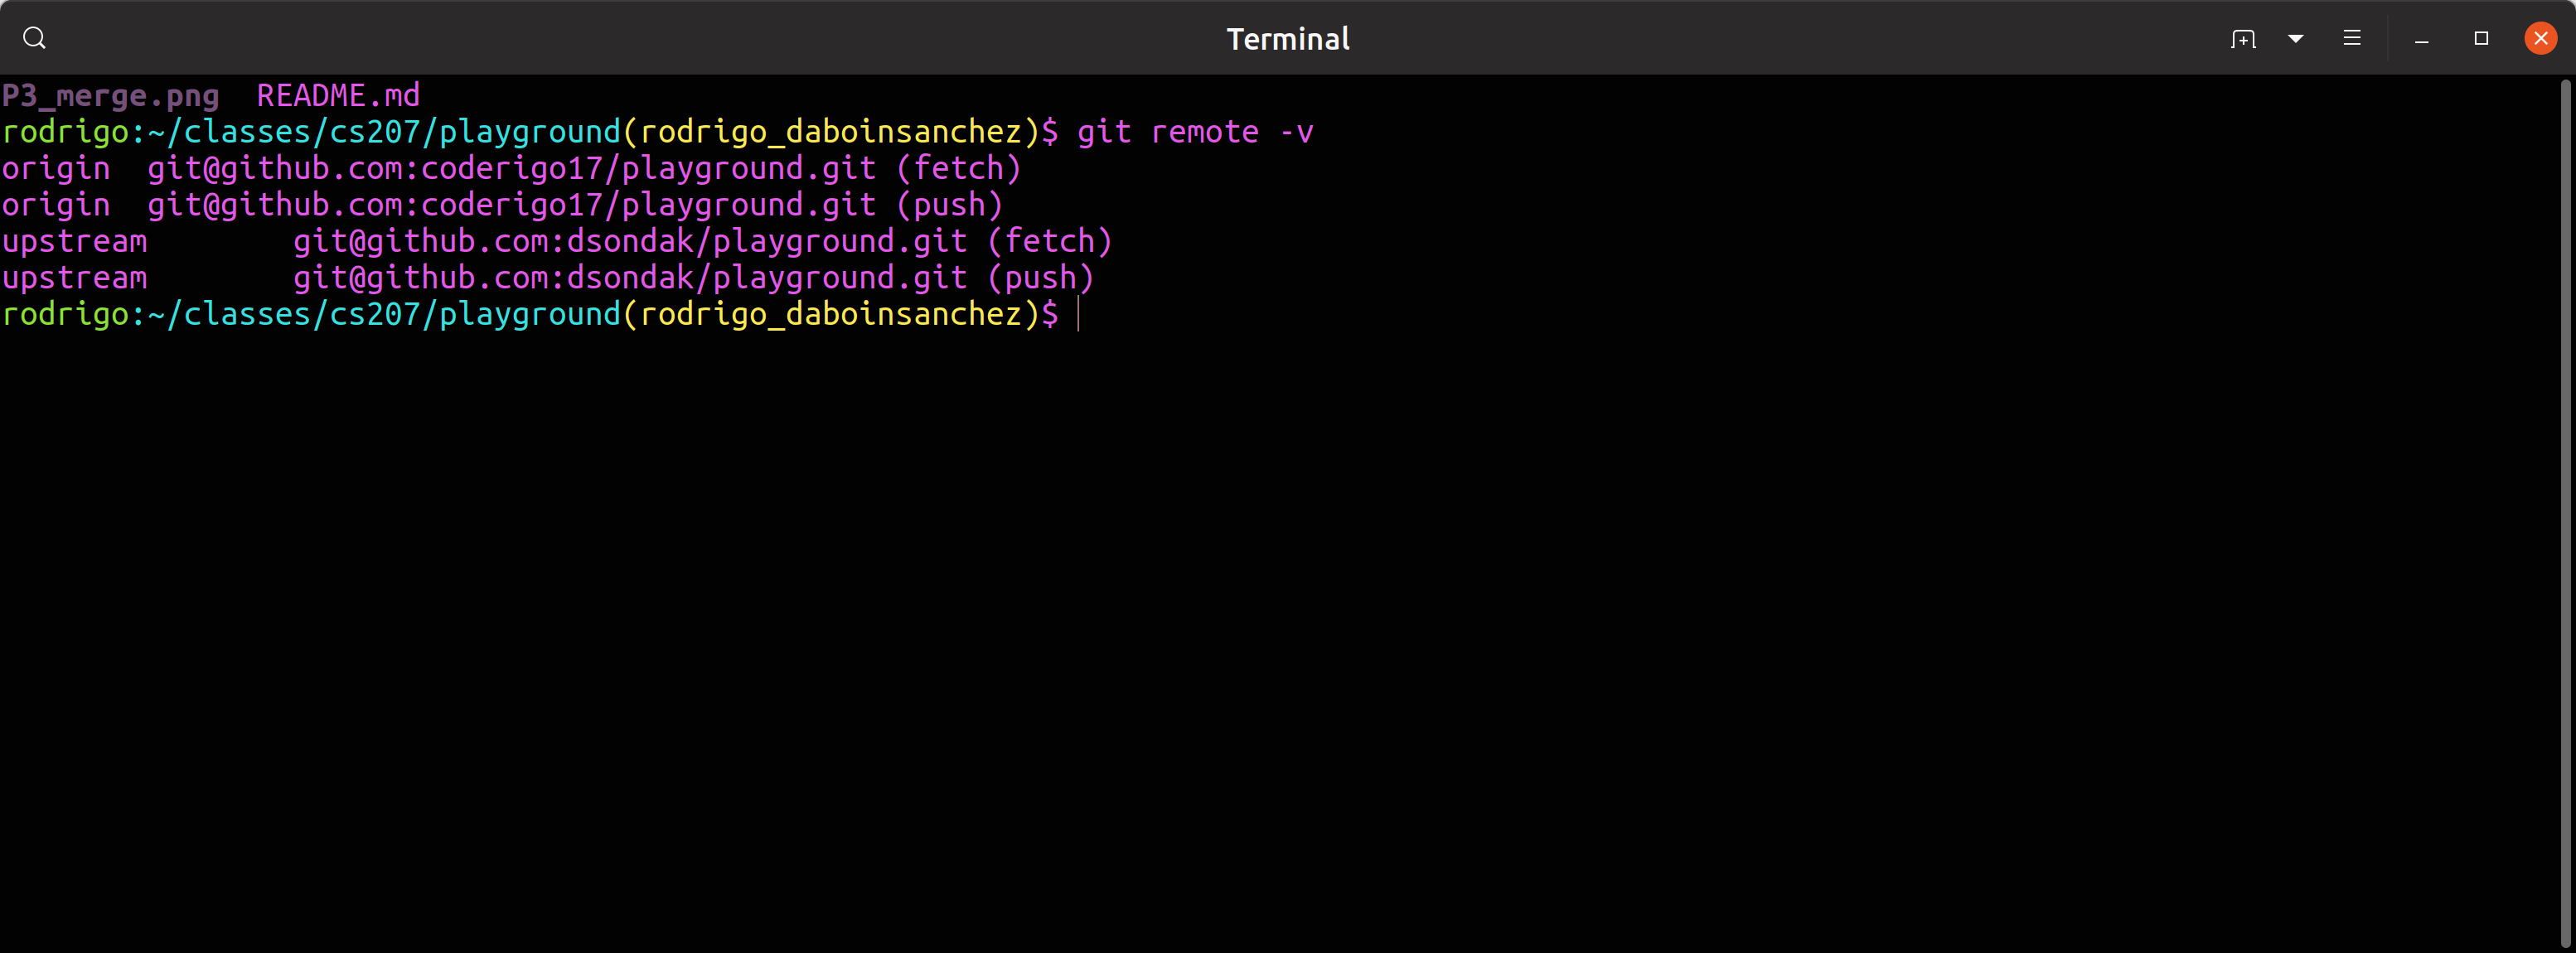 Terminal
P3_merge.png  README.md
rodrigo:~/classes/cs207/playground(rodrigo_daboinsanchez)$ git remote -v
origin  git@github.com:coderigo17/playground.git (fetch)
origin  git@github.com:coderigo17/playground.git (push)
upstream        git@github.com:dsondak/playground.git (fetch)
upstream        git@github.com:dsondak/playground.git (push)
rodrigo:~/classes/cs207/playground(rodrigo_daboinsanchez)$